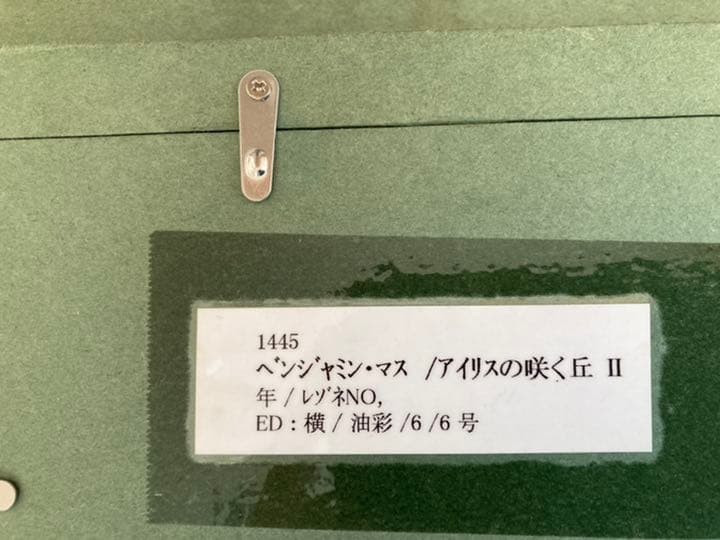 1445
ﾍﾞﾝｼﾞｬﾐﾝ・マス /アイリスの咲く丘 II
年 / ﾚｿﾞﾈNO,
ED : 横 / 油彩 /6 /6 号